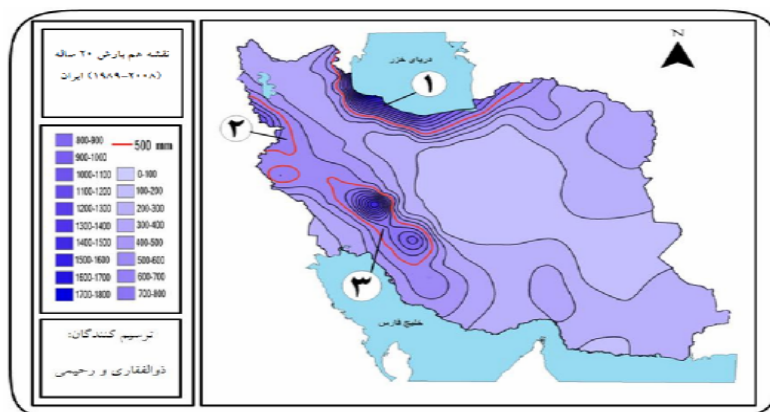 نقشه هم بارش ۲۰ ساله
(۱۹۸۹-۲۰۰۸) ایران
800-900
900-1000
1000-1100
1100-1200
1200-1300
1300-1400
1400-1500
1500-1600
1600-1700
1700-1800
500 mm
0-100
100-200
200-300
300-400
400-500
500-600
600-700
700-800
ترسیم کنندگان:
ذوالفقاری و رحیمی
N
دریای خزر
۱
۲
۳
خلیج فارس